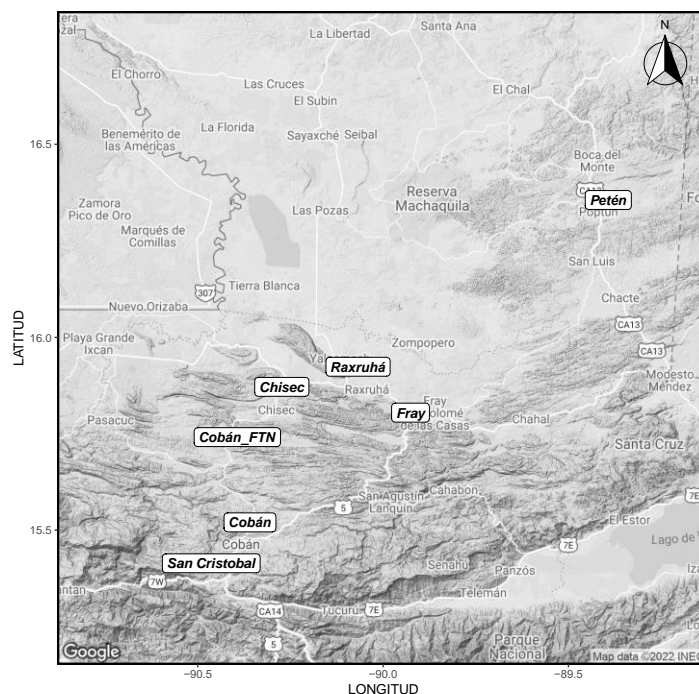 N
La Libertad
Santa Ana
El Chorro
Las Cruces
El Chal
El Subin
La Florida
Sayaxché
Seibal
Benemérito de
las Américas
Boca del
Monte
Reserva
Machaquila
Petén
Poptún
Zamora
Pico de Oro
Las Pozas
Marqués de
Comillas
San Luis
Tierra Blanca
307
Chacte
Nuevo Orizaba
CA13
Playa Grande
Ixcan
Zompopero
CA13
Raxruhá
Raxruhá
Modesto
Méndez
Chisec
Chisec
Fray
Fray
de las Casas
Pasacuc
Chahal
Cobán_FTN
Santa Cruz
San Agustín
Lanquín
Cahabon
5
7E
Cobán
Cobán
El Estor
7E
Lago de
San Cristobal
Senahú
Panzós
7W
Telemán
CA14
Tucurú
7E
5
Parque
Nacional
Google
Map data ©2022 INEG
16.5
16.0
15.5
−90.5
−90.0
−89.5
LATITUD
LONGITUD